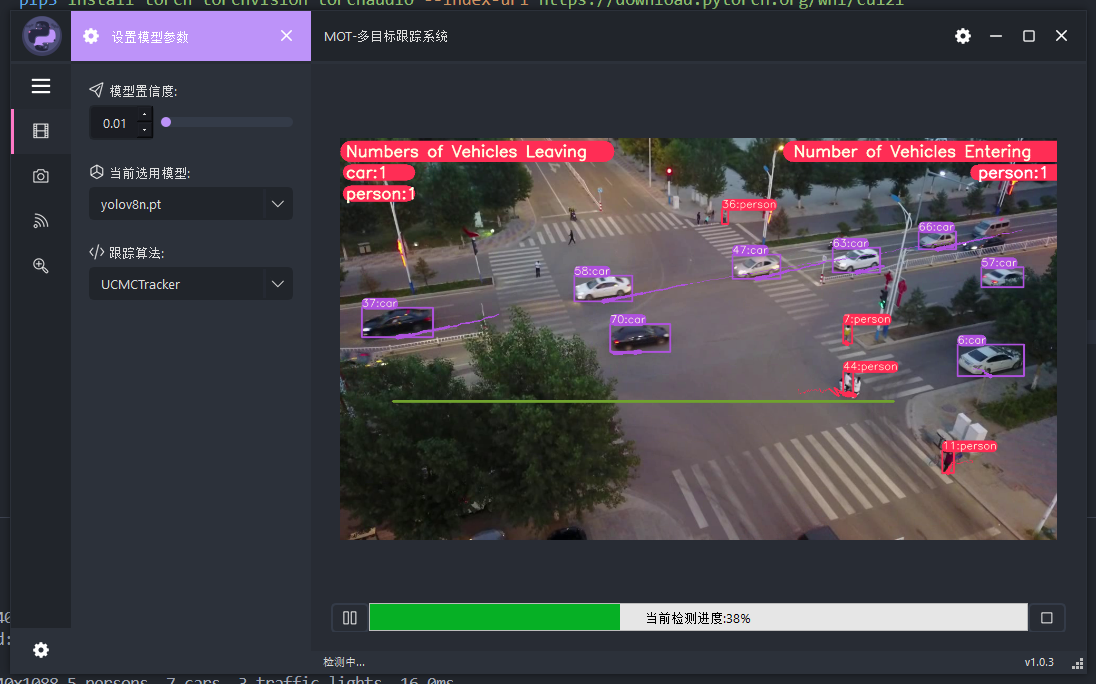 pip3 install torch torchvision torchaudio --index-url https://download.pytorch.org/whl/cu121
设置模型参数
MOT-多目标跟踪系统
模型置信度:
0.01
当前选用模型:
yolov8n.pt
</> 跟踪算法:
UCMCTracker
Numbers of Vehicles Leaving
car:1
person:1
Number of Vehicles Entering
person:1
36:person
66:car
63:car
47:car
57:car
58:car
37:car
70:car
7:person
6:car
44:person
11:person
当前检测进度:38%
检测中...
v1.0.3
40
d:
40x1088 5 persons, 7 cars, 3 traffic lights, 16.0ms